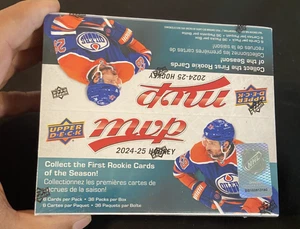 Collect the First Rookie Cards
of the Season!
Collectionnez les premières cartes de
recrues de la saison!
2024-25 HOCKEY
mvp
UPPER DECK
UPPER DECK
mvp
2024-25 HOCKEY
Collect the First Rookie Cards
of the Season!
Collectionnez les premières cartes de
recrues de la saison!
6 Cards per Pack • 36 Packs per Box
6 Cartes par Paquet • 36 Paquets par Boîte